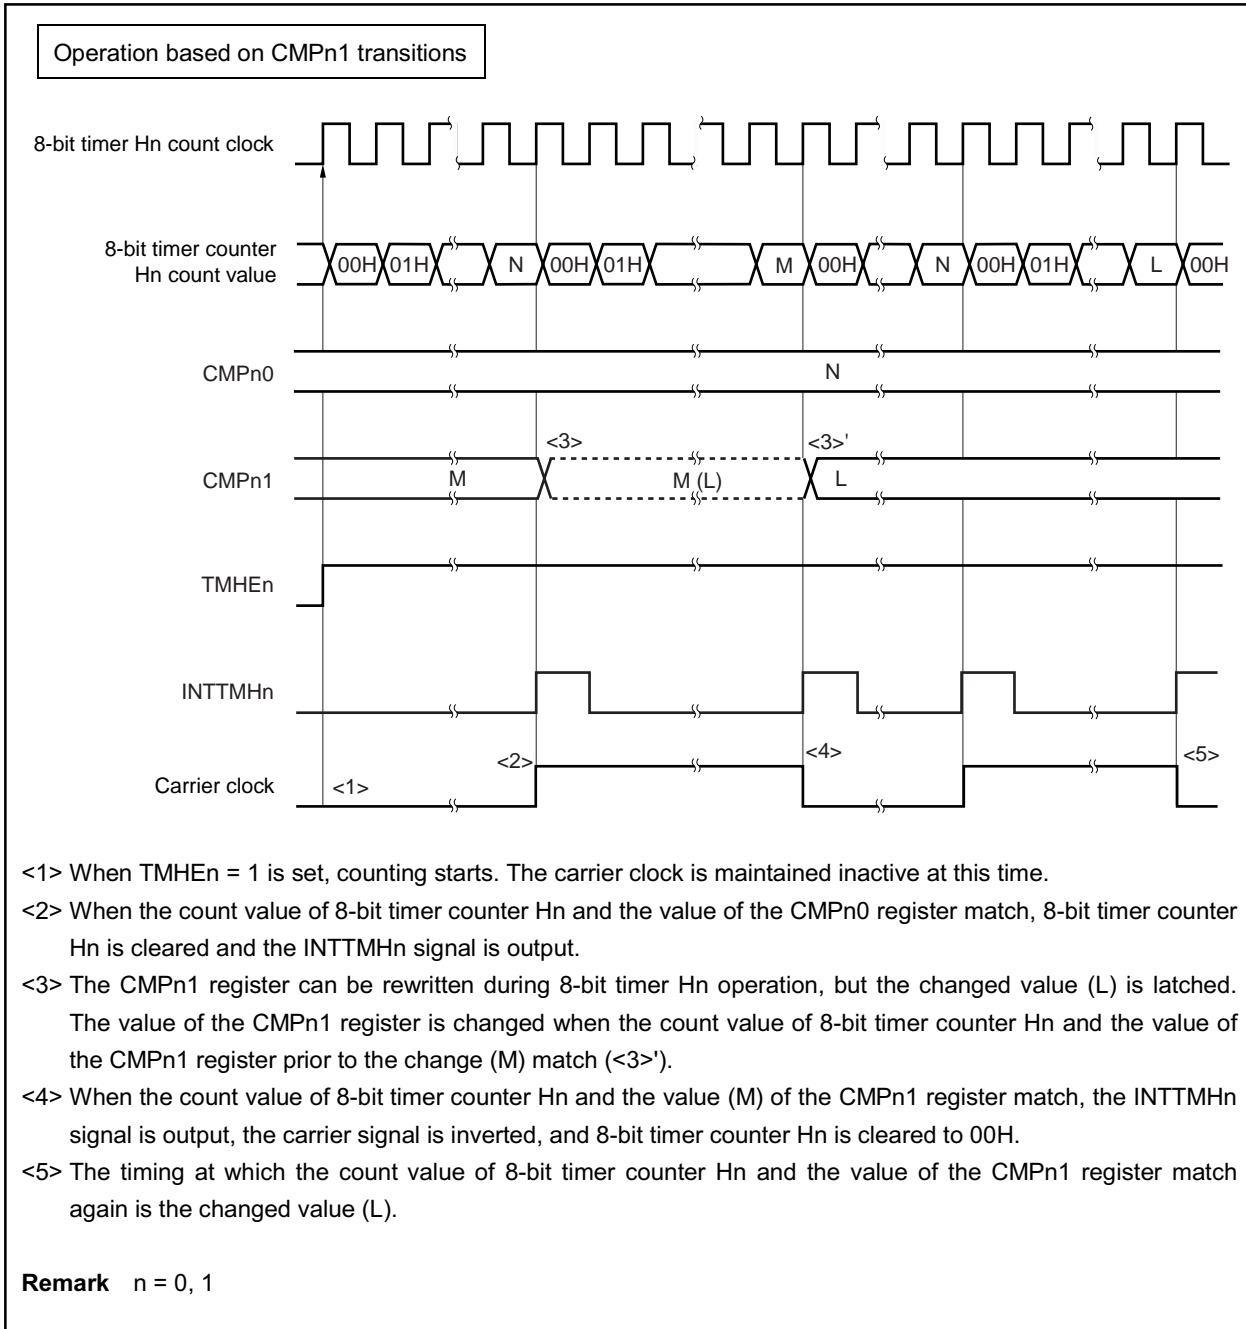 Operation based on CMPn1 transitions
8-bit timer Hn count clock
8-bit timer counter
Hn count value
00H 01H N 00H 01H M 00H N 00H 01H L 00H
CMPn0
N
<3> <3>'
CMPn1
M M (L) L
TMHEn
INTTMHn
<2> <4> <5>
Carrier clock
<1>
<1> When TMHEn = 1 is set, counting starts. The carrier clock is maintained inactive at this time.
<2> When the count value of 8-bit timer counter Hn and the value of the CMPn0 register match, 8-bit timer counter
Hn is cleared and the INTTMHn signal is output.
<3> The CMPn1 register can be rewritten during 8-bit timer Hn operation, but the changed value (L) is latched.
The value of the CMPn1 register is changed when the count value of 8-bit timer counter Hn and the value of
the CMPn1 register prior to the change (M) match (<3>').
<4> When the count value of 8-bit timer counter Hn and the value (M) of the CMPn1 register match, the INTTMHn
signal is output, the carrier signal is inverted, and 8-bit timer counter Hn is cleared to 00H.
<5> The timing at which the count value of 8-bit timer counter Hn and the value of the CMPn1 register match
again is the changed value (L).
Remark n = 0, 1